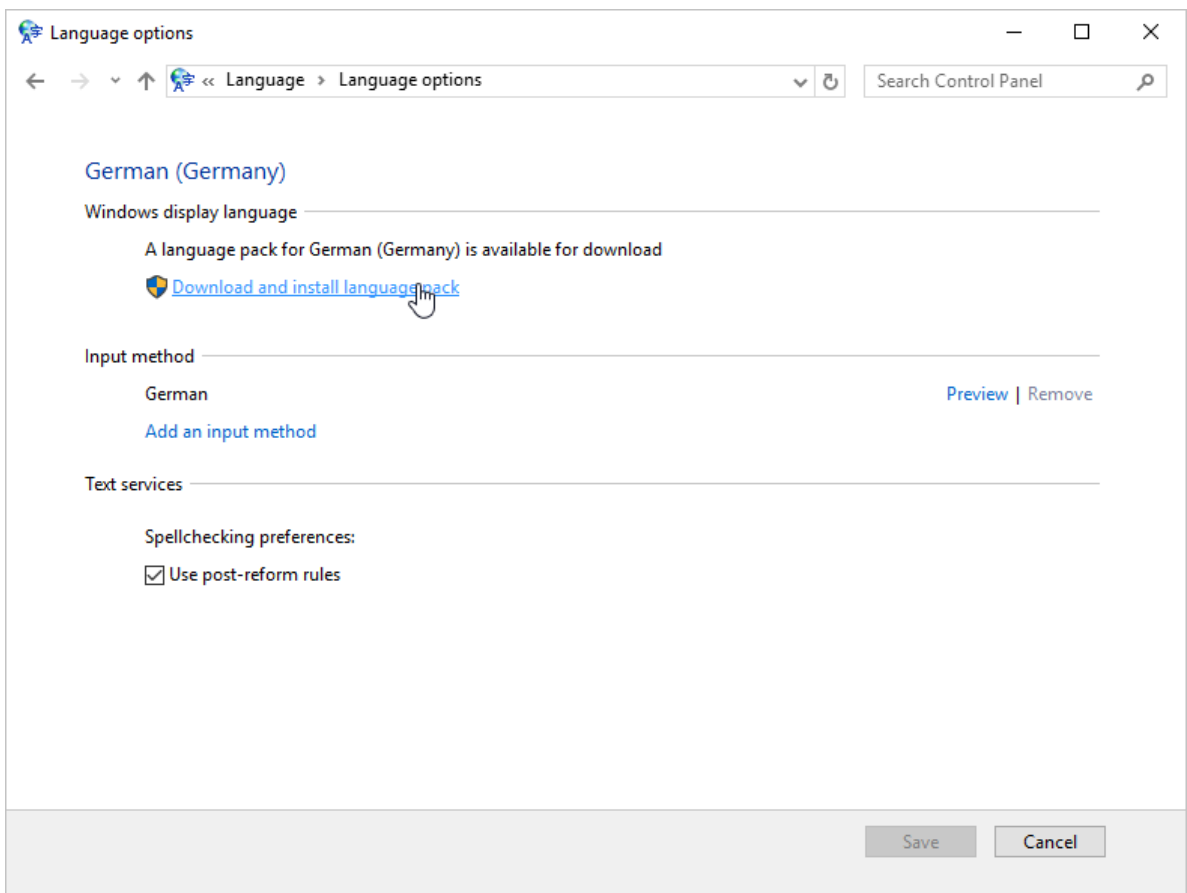 Language options
« Language > Language options
Search Control Panel
German (Germany)
Windows display language
A language pack for German (Germany) is available for download
Download and install language pack
Input method
German
Preview | Remove
Add an input method
Text services
Spellchecking preferences:
Use post-reform rules
Save
Cancel